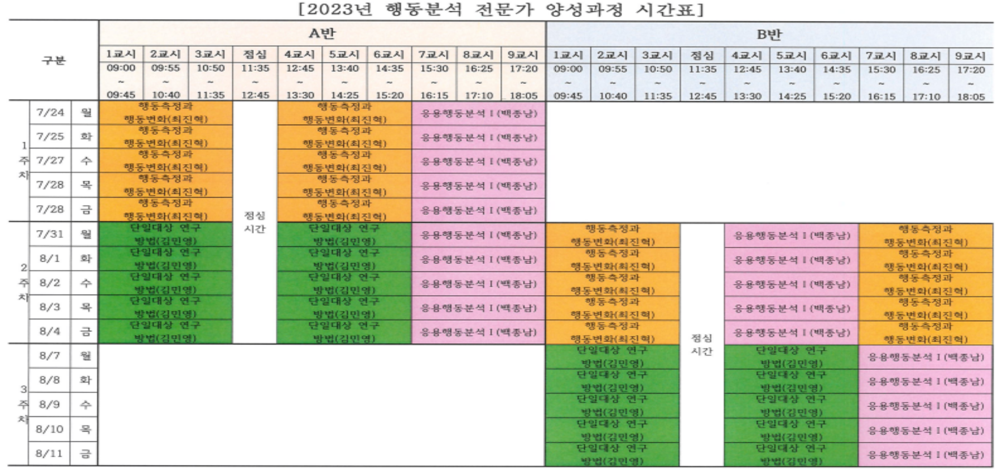 [2023년 행동분석 전문가 양성과정 시간표]
구분 A반 B반
1교시 2교시 3교시 점심 4교시 5교시 6교시 7교시 8교시 9교시 1교시 2교시 3교시 점심 4교시 5교시 6교시 7교시 8교시 9교시
09:00 09:55 10:50 11:35 12:45 13:40 14:35 15:30 16:25 17:20 09:00 09:55 10:50 11:35 12:45 13:40 14:35 15:30 16:25 17:20
~ ~ ~ ~ ~ ~ ~ ~ ~ ~ ~ ~ ~ ~ ~ ~ ~ ~ ~ ~
09:45 10:40 11:35 12:45 13:30 14:25 15:20 16:15 17:10 18:05 09:45 10:40 11:35 12:45 13:30 14:25 15:20 16:15 17:10 18:05
1
주
차
7/24 월
행동측정과
행동변화(최진혁)
행동측정과
행동변화(최진혁)
응용행동분석 I (백종남)
7/25 화
행동측정과
행동변화(최진혁)
행동측정과
행동변화(최진혁)
응용행동분석 I (백종남)
7/27 수
행동측정과
행동변화(최진혁)
행동측정과
행동변화(최진혁)
응용행동분석 I (백종남)
7/28 목
행동측정과
행동변화(최진혁)
행동측정과
행동변화(최진혁)
응용행동분석 I (백종남)
7/28 금
행동측정과
행동변화(최진혁)
행동측정과
행동변화(최진혁)
응용행동분석 I (백종남)
점심
시간
2
주
차
7/31 월
단일대상 연구
방법(김민영)
단일대상 연구
방법(김민영)
응용행동분석 I (백종남)
행동측정과
행동변화(최진혁)
응용행동분석 I (백종남)
행동측정과
행동변화(최진혁)
8/1 화
단일대상 연구
방법(김민영)
단일대상 연구
방법(김민영)
응용행동분석 I (백종남)
행동측정과
행동변화(최진혁)
응용행동분석 I (백종남)
행동측정과
행동변화(최진혁)
8/2 수
단일대상 연구
방법(김민영)
단일대상 연구
방법(김민영)
응용행동분석 I (백종남)
행동측정과
행동변화(최진혁)
응용행동분석 I (백종남)
행동측정과
행동변화(최진혁)
8/3 목
단일대상 연구
방법(김민영)
단일대상 연구
방법(김민영)
응용행동분석 I (백종남)
행동측정과
행동변화(최진혁)
응용행동분석 I (백종남)
행동측정과
행동변화(최진혁)
8/4 금
단일대상 연구
방법(김민영)
단일대상 연구
방법(김민영)
응용행동분석 I (백종남)
행동측정과
행동변화(최진혁)
응용행동분석 I (백종남)
행동측정과
행동변화(최진혁)
점심
시간
3
주
차
8/7 월
단일대상 연구
방법(김민영)
단일대상 연구
방법(김민영)
응용행동분석 I (백종남)
8/8 화
단일대상 연구
방법(김민영)
단일대상 연구
방법(김민영)
응용행동분석 I (백종남)
8/9 수
단일대상 연구
방법(김민영)
단일대상 연구
방법(김민영)
응용행동분석 I (백종남)
8/10 목
단일대상 연구
방법(김민영)
단일대상 연구
방법(김민영)
응용행동분석 I (백종남)
8/11 금
단일대상 연구
방법(김민영)
단일대상 연구
방법(김민영)
응용행동분석 I (백종남)